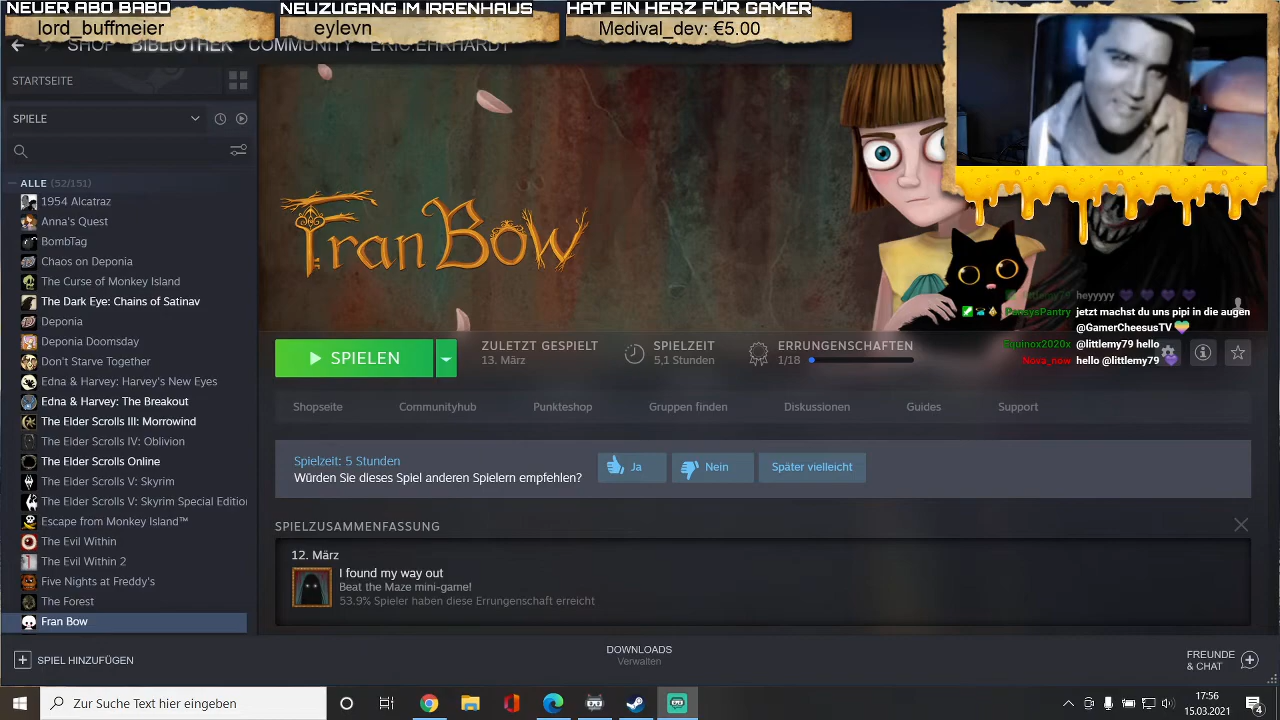 NEUER ABO BABO
lord_buffmeier
NEUZUGANG IM IRRENHAUS
eylevn
HAT EIN HERZ FÜR GAMER
Medival_dev: €5.00
SHOP BIBLIOTHEK COMMUNITY ERIC.EHRHARDT
STARTSEITE
SPIELE
ALLE (52/151)
1954 Alcatraz
Anna's Quest
BombTag
Chaos on Deponia
The Curse of Monkey Island
The Dark Eye: Chains of Satinav
Deponia
Deponia Doomsday
Don't Starve Together
Edna & Harvey: Harvey's New Eyes
Edna & Harvey: The Breakout
The Elder Scrolls III: Morrowind
The Elder Scrolls IV: Oblivion
The Elder Scrolls Online
The Elder Scrolls V: Skyrim
The Elder Scrolls V: Skyrim Special Edition
Escape from Monkey Island™
The Evil Within
The Evil Within 2
Five Nights at Freddy's
The Forest
Fran Bow
SPIEL HINZUFÜGEN
Fran Bow
heyyyyy
PansysPantry jetzt machst du uns pipi in die augen
@GamerCheesusTV
Equinox2020x @littlemy79 hello
Nova_now hello @littlemy79
SPIELEN
ZULETZT GESPIELT
13. März
SPIELZEIT
5,1 Stunden
ERRUNGENSCHAFTEN
1/18
Shopseite Communityhub Punkteshop Gruppen finden Diskussionen Guides Support
Spielzeit: 5 Stunden
Würden Sie dieses Spiel anderen Spielern empfehlen?
Ja Nein Später vielleicht
SPIELZUSAMMENFASSUNG
12. März
I found my way out
Beat the Maze mini-game!
53.9% Spieler haben diese Errungenschaft erreicht
DOWNLOADS
Verwalten
FREUNDE
& CHAT
Zur Suche Text hier eingeben
17:56
15.03.2021
4